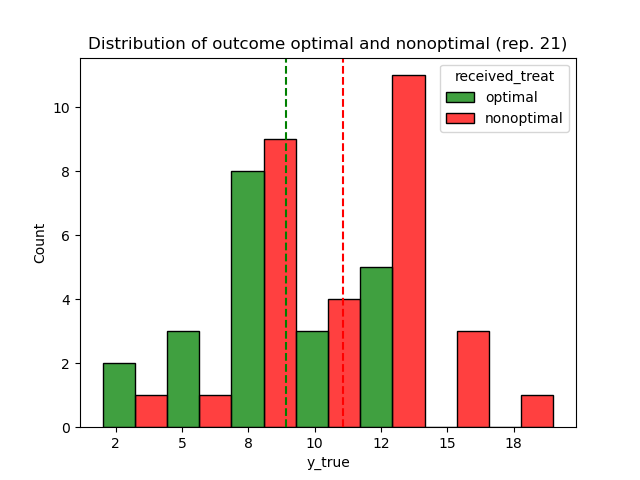 Distribution of outcome optimal and nonoptimal (rep. 21)
received_treat
optimal
nonoptimal
Count
10
8
6
4
2
0
2 5 8 10 12 15 18
y_true